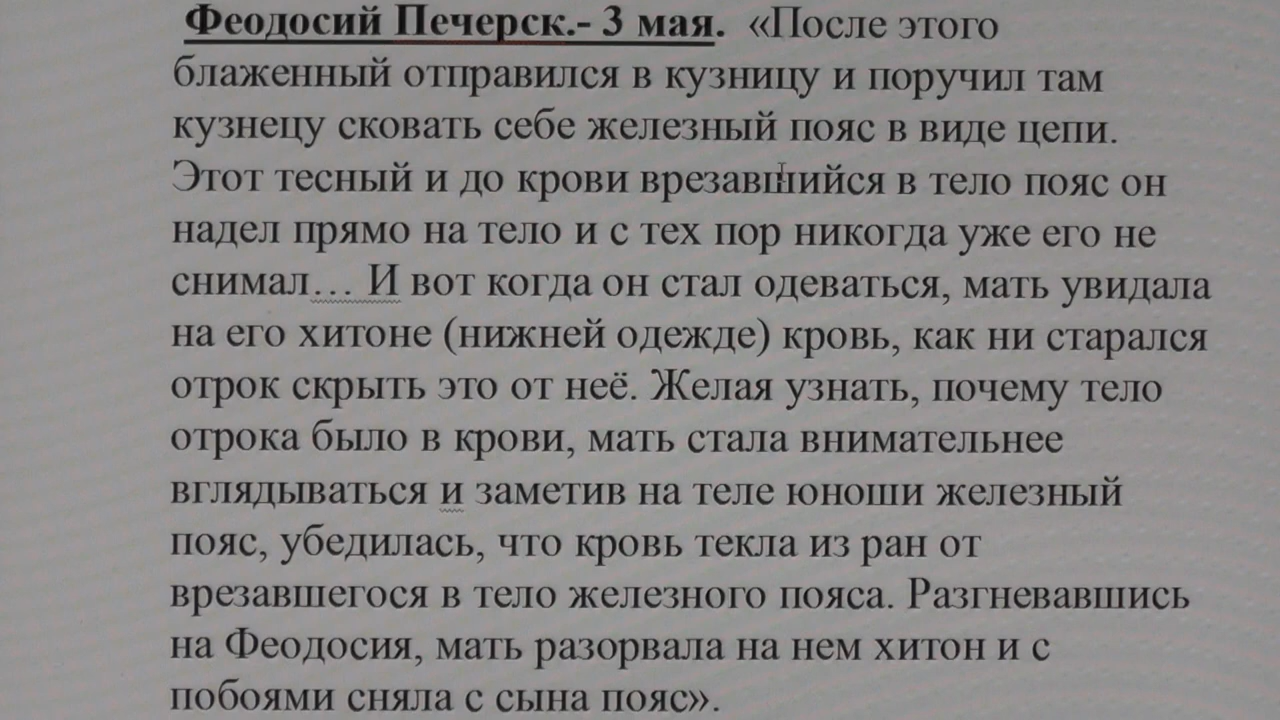 Феодосий Печерск.- 3 мая. «После этого
блаженный отправился в кузницу и поручил там
кузнецу сковать себе железный пояс в виде цепи.
Этот тесный и до крови врезавшийся в тело пояс он
надел прямо на тело и с тех пор никогда уже его не
снимал… И вот когда он стал одеваться, мать увидала
на его хитоне (нижней одежде) кровь, как ни старался
отрок скрыть это от неё. Желая узнать, почему тело
отрока было в крови, мать стала внимательнее
вглядываться и заметив на теле юноши железный
пояс, убедилась, что кровь текла из ран от
врезавшегося в тело железного пояса. Разгневавшись
на Феодосия, мать разорвала на нем хитон и с
побоями сняла с сына пояс».